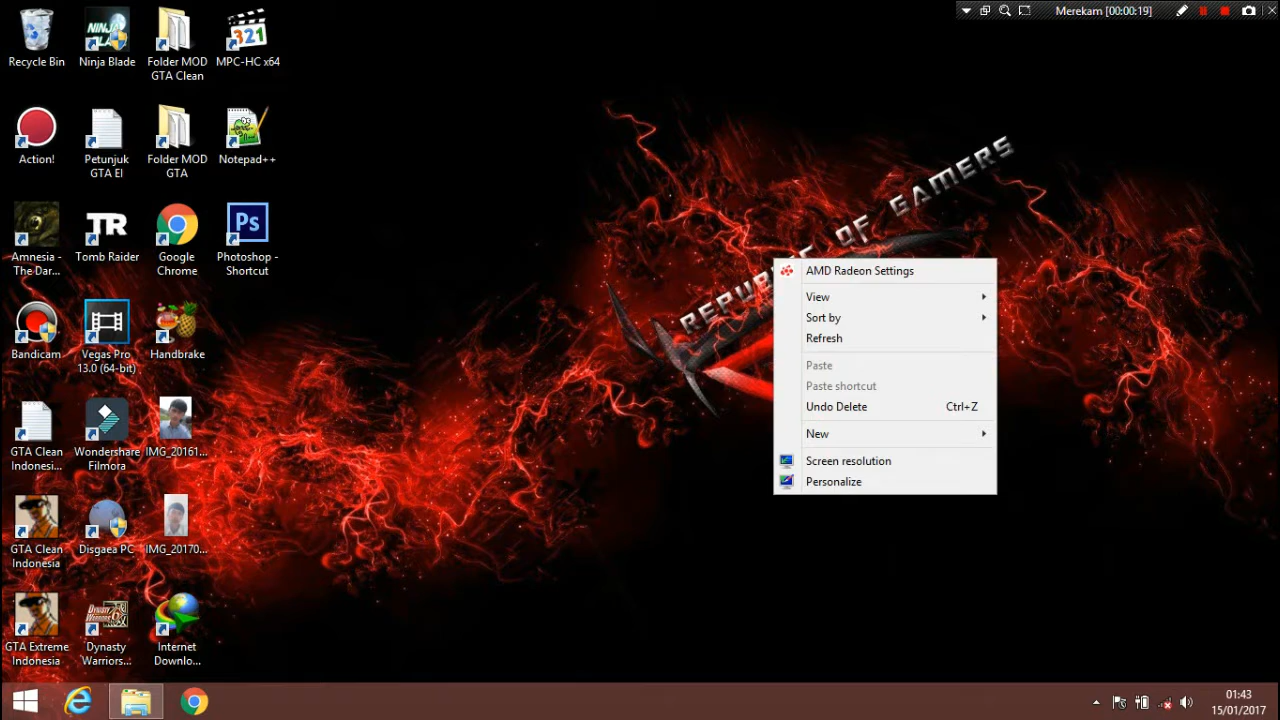 Merekam [00:00:19]
Recycle Bin
Ninja Blade
Folder MOD
GTA Clean
MPC-HC x64
Action!
Petunjuk
GTA EI
Folder MOD
GTA
Notepad++
Amnesia -
The Dar...
TR
Tomb Raider
Google
Chrome
Ps
Photoshop -
Shortcut
Bandicam
Vegas Pro
13.0 (64-bit)
Handbrake
GTA Clean
Indonesi...
Wondershare
Filmora
IMG_20161...
GTA Clean
Indonesia
Disgaea PC
IMG_20170...
GTA Extreme
Indonesia
Dynasty
Warriors...
Internet
Downlo...
NINJA
321
REPUBLIC OF GAMERS
AMD Radeon Settings
View
Sort by
Refresh
Paste
Paste shortcut
Undo Delete Ctrl+Z
New
Screen resolution
Personalize
01:43
15/01/2017